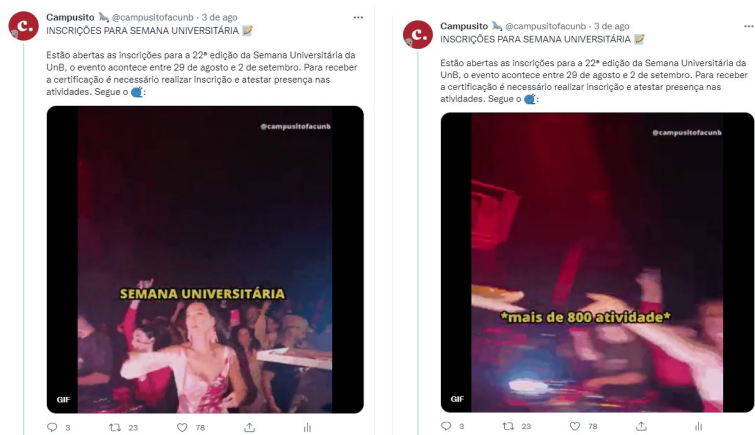 Campusito @campusitofacunb · 3 de ago
INSCRIÇÕES PARA SEMANA UNIVERSITÁRIA
Estão abertas as inscrições para a 22ª edição da Semana Universitária da
UnB, o evento acontece entre 29 de agosto e 2 de setembro. Para receber
a certificação é necessário realizar inscrição e atestar presença nas
atividades. Segue o :
@campusitofacunb
SEMANA UNIVERSITÁRIA
GIF
3 23 78
Campusito @campusitofacunb · 3 de ago
INSCRIÇÕES PARA SEMANA UNIVERSITÁRIA
Estão abertas as inscrições para a 22ª edição da Semana Universitária da
UnB, o evento acontece entre 29 de agosto e 2 de setembro. Para receber
a certificação é necessário realizar inscrição e atestar presença nas
atividades. Segue o :
@campusitofacunb
*mais de 800 atividade*
GIF
3 23 78